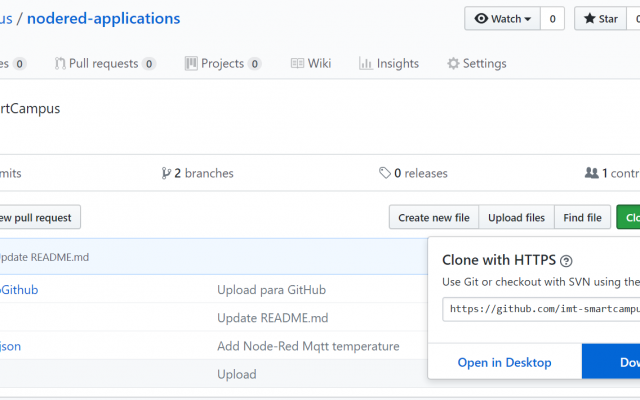 us / nodered-applications Watch 0 Star
es 0 Pull requests 0 Projects 0 Wiki Insights Settings
rtCampus
mits 2 branches 0 releases 1 contr
ew pull request Create new file Upload files Find file Clo
Update README.md
Clone with HTTPS ?
oGithub Upload para GitHub Use Git or checkout with SVN using the
Update README.md https://github.com/imt-smartcampu
json Add Node-Red Mqtt temperature
Upload Open in Desktop Dow